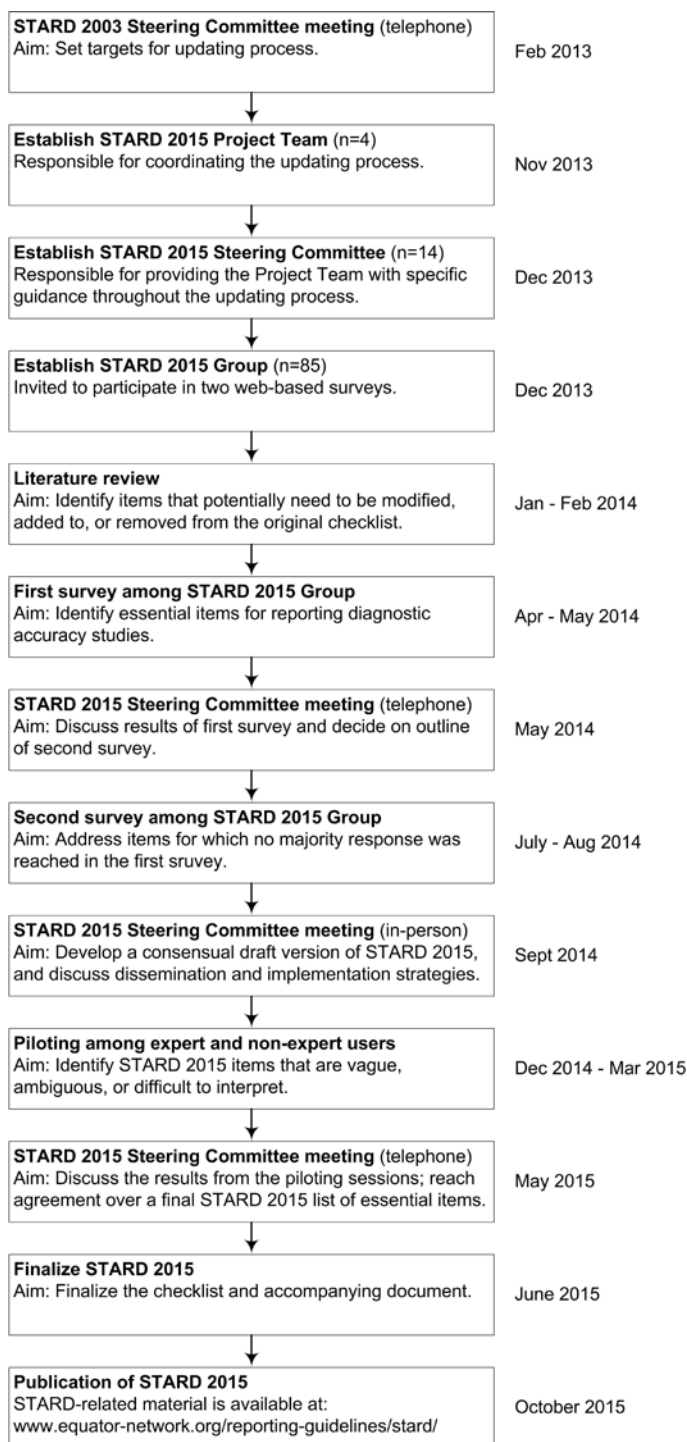 STARD 2003 Steering Committee meeting (telephone)
Aim: Set targets for updating process.
Feb 2013
Establish STARD 2015 Project Team (n=4)
Responsible for coordinating the updating process.
Nov 2013
Establish STARD 2015 Steering Committee (n=14)
Responsible for providing the Project Team with specific
guidance throughout the updating process.
Dec 2013
Establish STARD 2015 Group (n=85)
Invited to participate in two web-based surveys.
Dec 2013
Literature review
Aim: Identify items that potentially need to be modified,
added to, or removed from the original checklist.
Jan - Feb 2014
First survey among STARD 2015 Group
Aim: Identify essential items for reporting diagnostic
accuracy studies.
Apr - May 2014
STARD 2015 Steering Committee meeting (telephone)
Aim: Discuss results of first survey and decide on outline
of second survey.
May 2014
Second survey among STARD 2015 Group
Aim: Address items for which no majority response was
reached in the first sruvey.
July - Aug 2014
STARD 2015 Steering Committee meeting (in-person)
Aim: Develop a consensual draft version of STARD 2015,
and discuss dissemination and implementation strategies.
Sept 2014
Piloting among expert and non-expert users
Aim: Identify STARD 2015 items that are vague,
ambiguous, or difficult to interpret.
Dec 2014 - Mar 2015
STARD 2015 Steering Committee meeting (telephone)
Aim: Discuss the results from the piloting sessions; reach
agreement over a final STARD 2015 list of essential items.
May 2015
Finalize STARD 2015
Aim: Finalize the checklist and accompanying document.
June 2015
Publication of STARD 2015
STARD-related material is available at:
www.equator-network.org/reporting-guidelines/stard/
October 2015